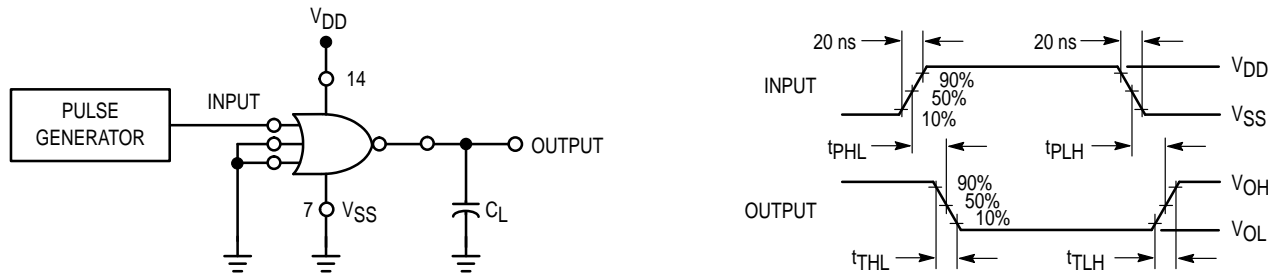 VDD
14
PULSE
GENERATOR
INPUT
OUTPUT
7 VSS
CL
20 ns
20 ns
INPUT
90%
50%
10%
VDD
VSS
tPHL
tPLH
OUTPUT
90%
50%
10%
VOH
VOL
tTHL
tTLH